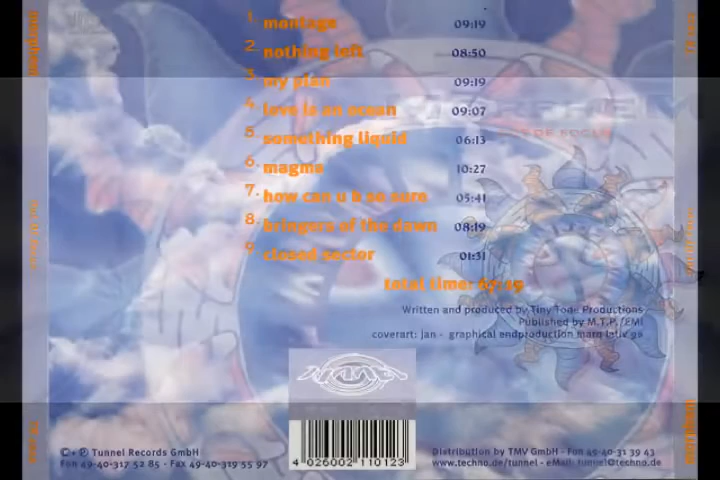 1. montage 09:19
2. nothing left 08:50
3. my plan 09:19
4. love is an ocean 09:07
5. something liquid 06:13
6. magma 10:27
7. how can u b so sure 05:41
8. bringers of the dawn 08:19
9. closed sector 01:31
total time: 67:29
Written and produced by Tiny Tone Productions
Published by M.T.P./EMI
coverart: jan - graphical endproduction
C + P Tunnel Records GmbH
Fon 49-40-317 52 85 - Fax 49-40-319 55 97
4 026002 110123
Distribution by TMV GmbH - Fon 49-40-31 39 43
www.techno.de/tunnel - eMail: tunnel@techno.de